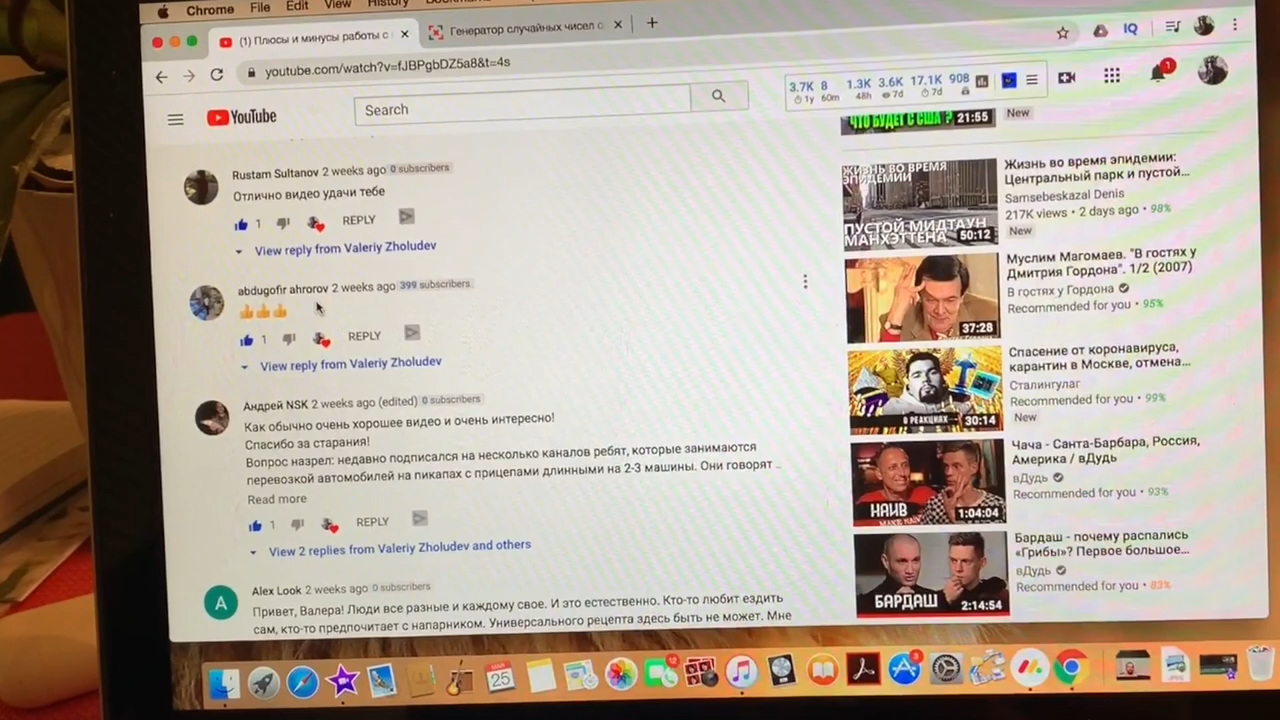 Chrome File Edit View History
(1) Плюсы и минусы работы с
Генератор случайных чисел с
youtube.com/watch?v=fJBPgbDZ5a8&t=4s
IQ
YouTube
Search
3.7K 8 1.3K 3.6K 17.1K 908
1y 60m 48h 7d 7d
1
Rustam Sultanov 2 weeks ago 0 subscribers
Отлично видео удачи тебе
1 REPLY
View reply from Valeriy Zholudev
abdugofir ahrorov 2 weeks ago 399 subscribers
👍👍👍
1 REPLY
View reply from Valeriy Zholudev
Андрей NSK 2 weeks ago (edited) 0 subscribers
Как обычно очень хорошее видео и очень интересно!
Спасибо за старания!
Вопрос назрел: недавно подписался на несколько каналов ребят, которые занимаются
перевозкой автомобилей на пикапах с прицепами длинными на 2-3 машины. Они говорят ...
Read more
1 REPLY
View 2 replies from Valeriy Zholudev and others
A
Alex Look 2 weeks ago 0 subscribers
Привет, Валера! Люди все разные и каждому свое. И это естественно. Кто-то любит ездить
сам, кто-то предпочитает с напарником. Универсального рецепта здесь быть не может. Мне
ЧТО БУДЕТ С США ? 21:55
New
ЖИЗНЬ ВО ВРЕМЯ
ЭПИДЕМИИ
ПУСТОЙ МИДТАУН
МАНХЭТТЕНА 50:12
Жизнь во время эпидемии:
Центральный парк и пустой...
Samsebeskazal Denis
217K views • 2 days ago • 98%
New
37:28
Муслим Магомаев. "В гостях у
Дмитрия Гордона". 1/2 (2007)
В гостях у Гордона
Recommended for you • 95%
О РЕАКЦИЯХ 30:14
Спасение от коронавируса,
карантин в Москве, отмена...
Сталингулаг
Recommended for you • 99%
New
НАИВ
MAKE NAIV
1:04:04
Чача - Санта-Барбара, Россия,
Америка / вДудь
вДудь
Recommended for you • 93%
БАРДАШ 2:14:54
Бардаш - почему распались
«Грибы»? Первое большое...
вДудь
Recommended for you • 83%
25
12
3
JPEG